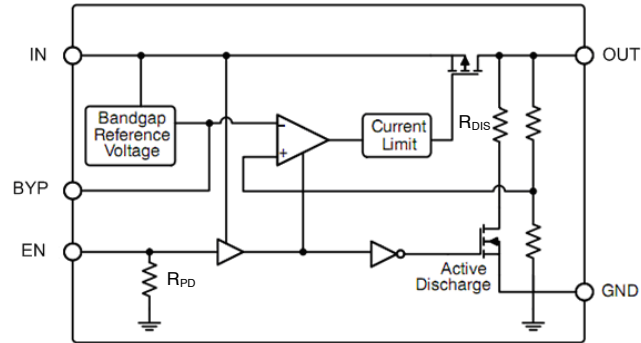 IN
OUT
Bandgap
Reference
Voltage
-
+
Current
Limit
RDIS
BYP
EN
RPD
Active
Discharge
GND